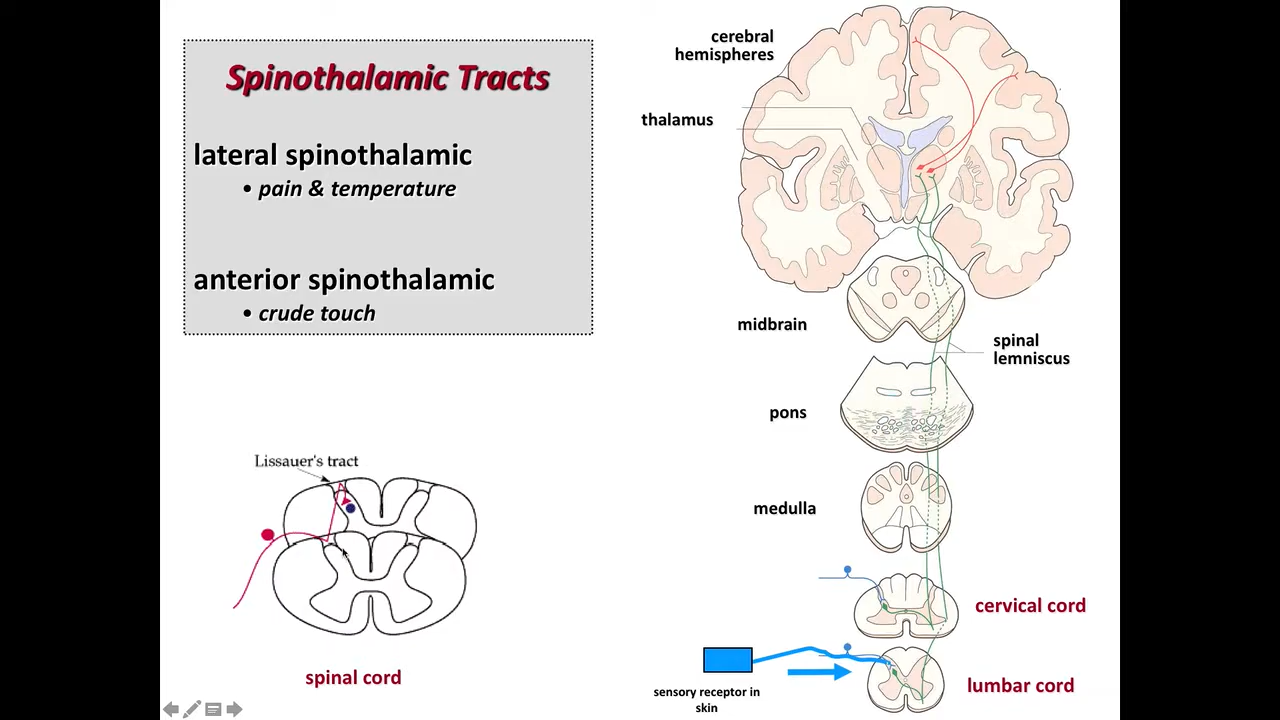 Spinothalamic Tracts
lateral spinothalamic
• pain & temperature
anterior spinothalamic
• crude touch
Lissauer's tract
spinal cord
cerebral
hemispheres
thalamus
midbrain
spinal
lemniscus
pons
medulla
cervical cord
lumbar cord
sensory receptor in
skin